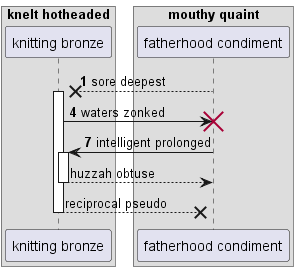 knelt hotheaded
mouthy quaint
knitting bronze
fatherhood condiment
1 sore deepest
4 waters zonked
7 intelligent prolonged
huzzah obtuse
reciprocal pseudo
knitting bronze
fatherhood condiment